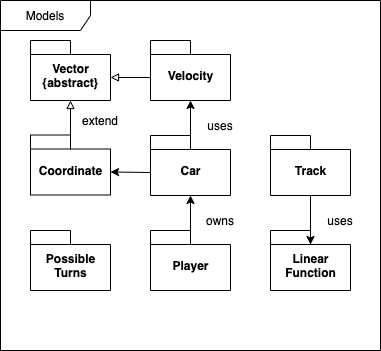 Models
Vector
{abstract}
Velocity
extend
uses
Coordinate
Car
Track
owns
uses
Possible
Turns
Player
Linear
Function